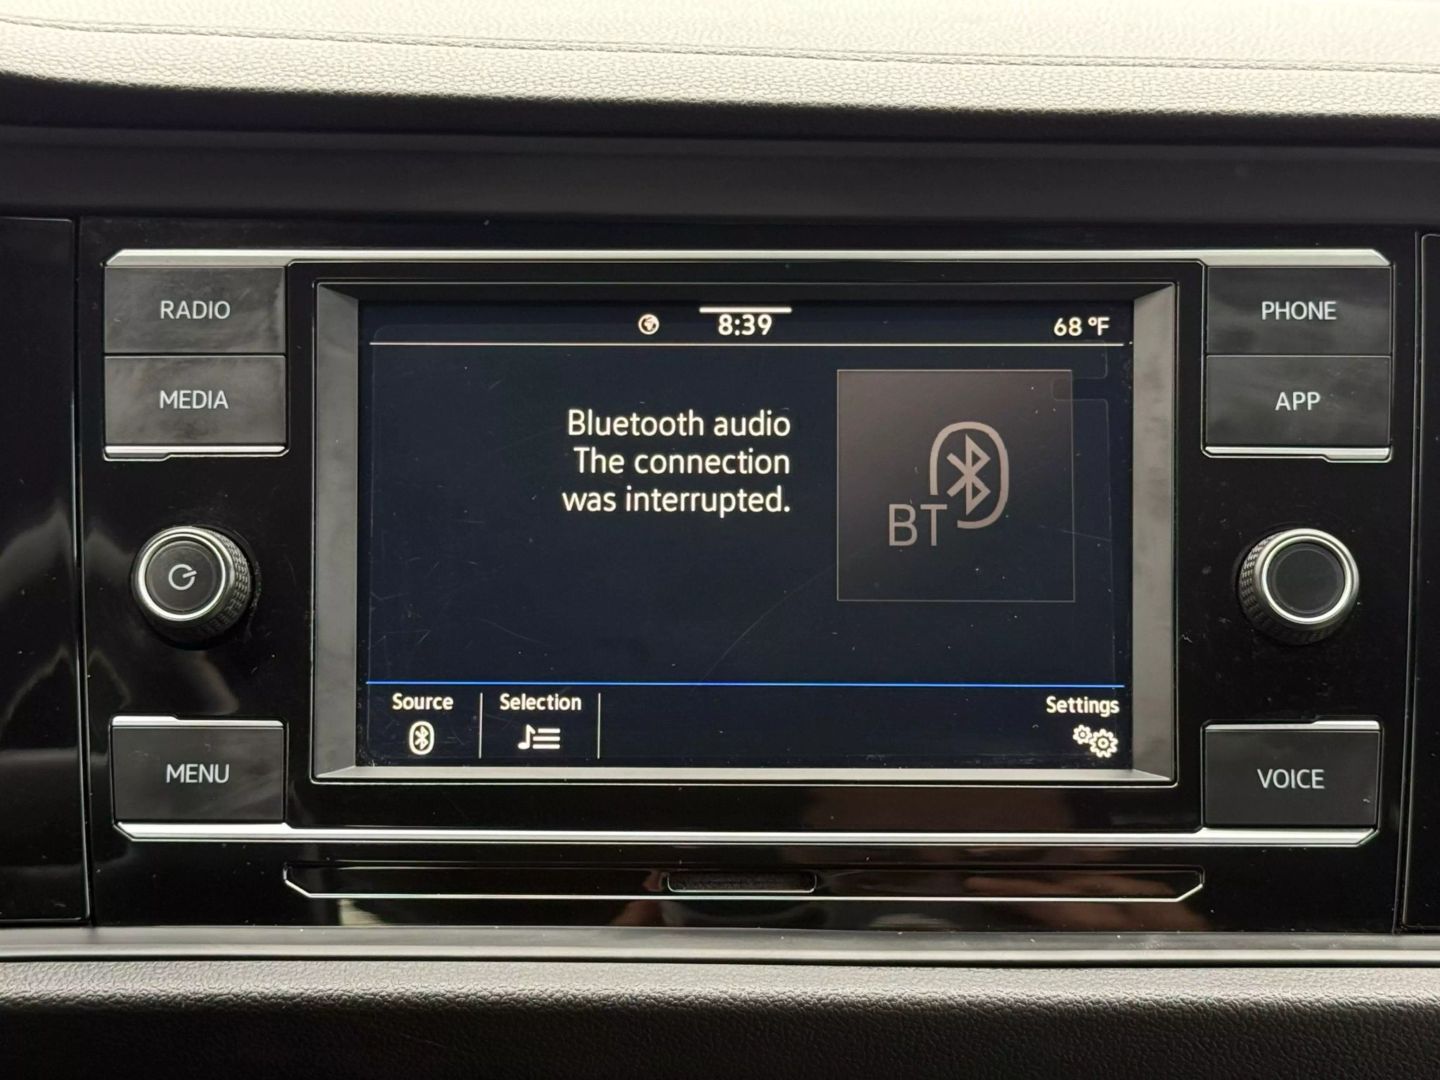 RADIO
MEDIA
MENU
8:39
68 °F
Bluetooth audio
The connection
was interrupted.
BT
Source
Selection
Settings
PHONE
APP
VOICE